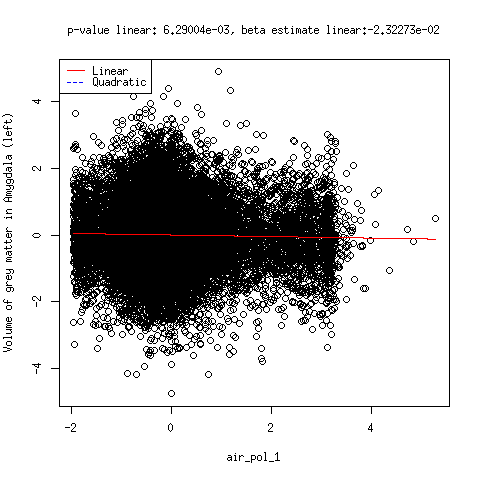 p-value linear: 6.29004e-03, beta estimate linear:-2.32273e-02
Linear
Quadratic
Volume of grey matter in Amygdala (left)
4
2
0
-2
-4
-2 0 2 4
air_pol_1